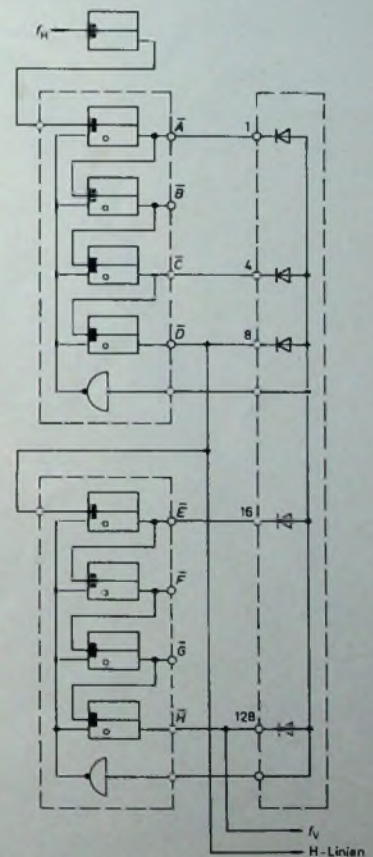 f_H
A̅ 1
B̅
C̅ 4
D̅ 8
E̅ 16
F̅
G̅
H̅ 128
f_V
H-Linien